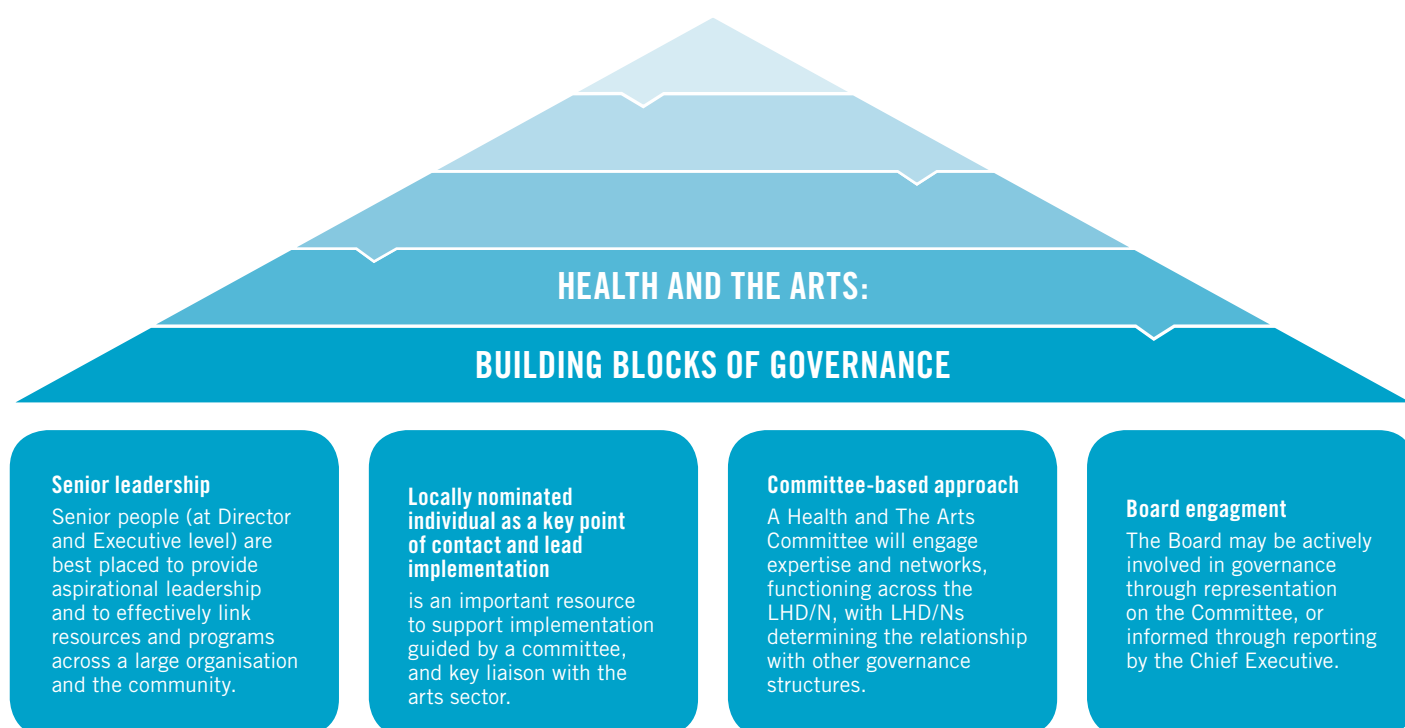 HEALTH AND THE ARTS:
BUILDING BLOCKS OF GOVERNANCE
Senior leadership
Senior people (at Director
and Executive level) are
best placed to provide
aspirational leadership
and to effectively link
resources and programs
across a large organisation
and the community.
Locally nominated
individual as a key point
of contact and lead
implementation
is an important resource
to support implementation
guided by a committee,
and key liaison with the
arts sector.
Committee-based approach
A Health and The Arts
Committee will engage
expertise and networks,
functioning across the
LHD/N, with LHD/Ns
determining the relationship
with other governance
structures.
Board engagment
The Board may be actively
involved in governance
through representation
on the Committee, or
informed through reporting
by the Chief Executive.